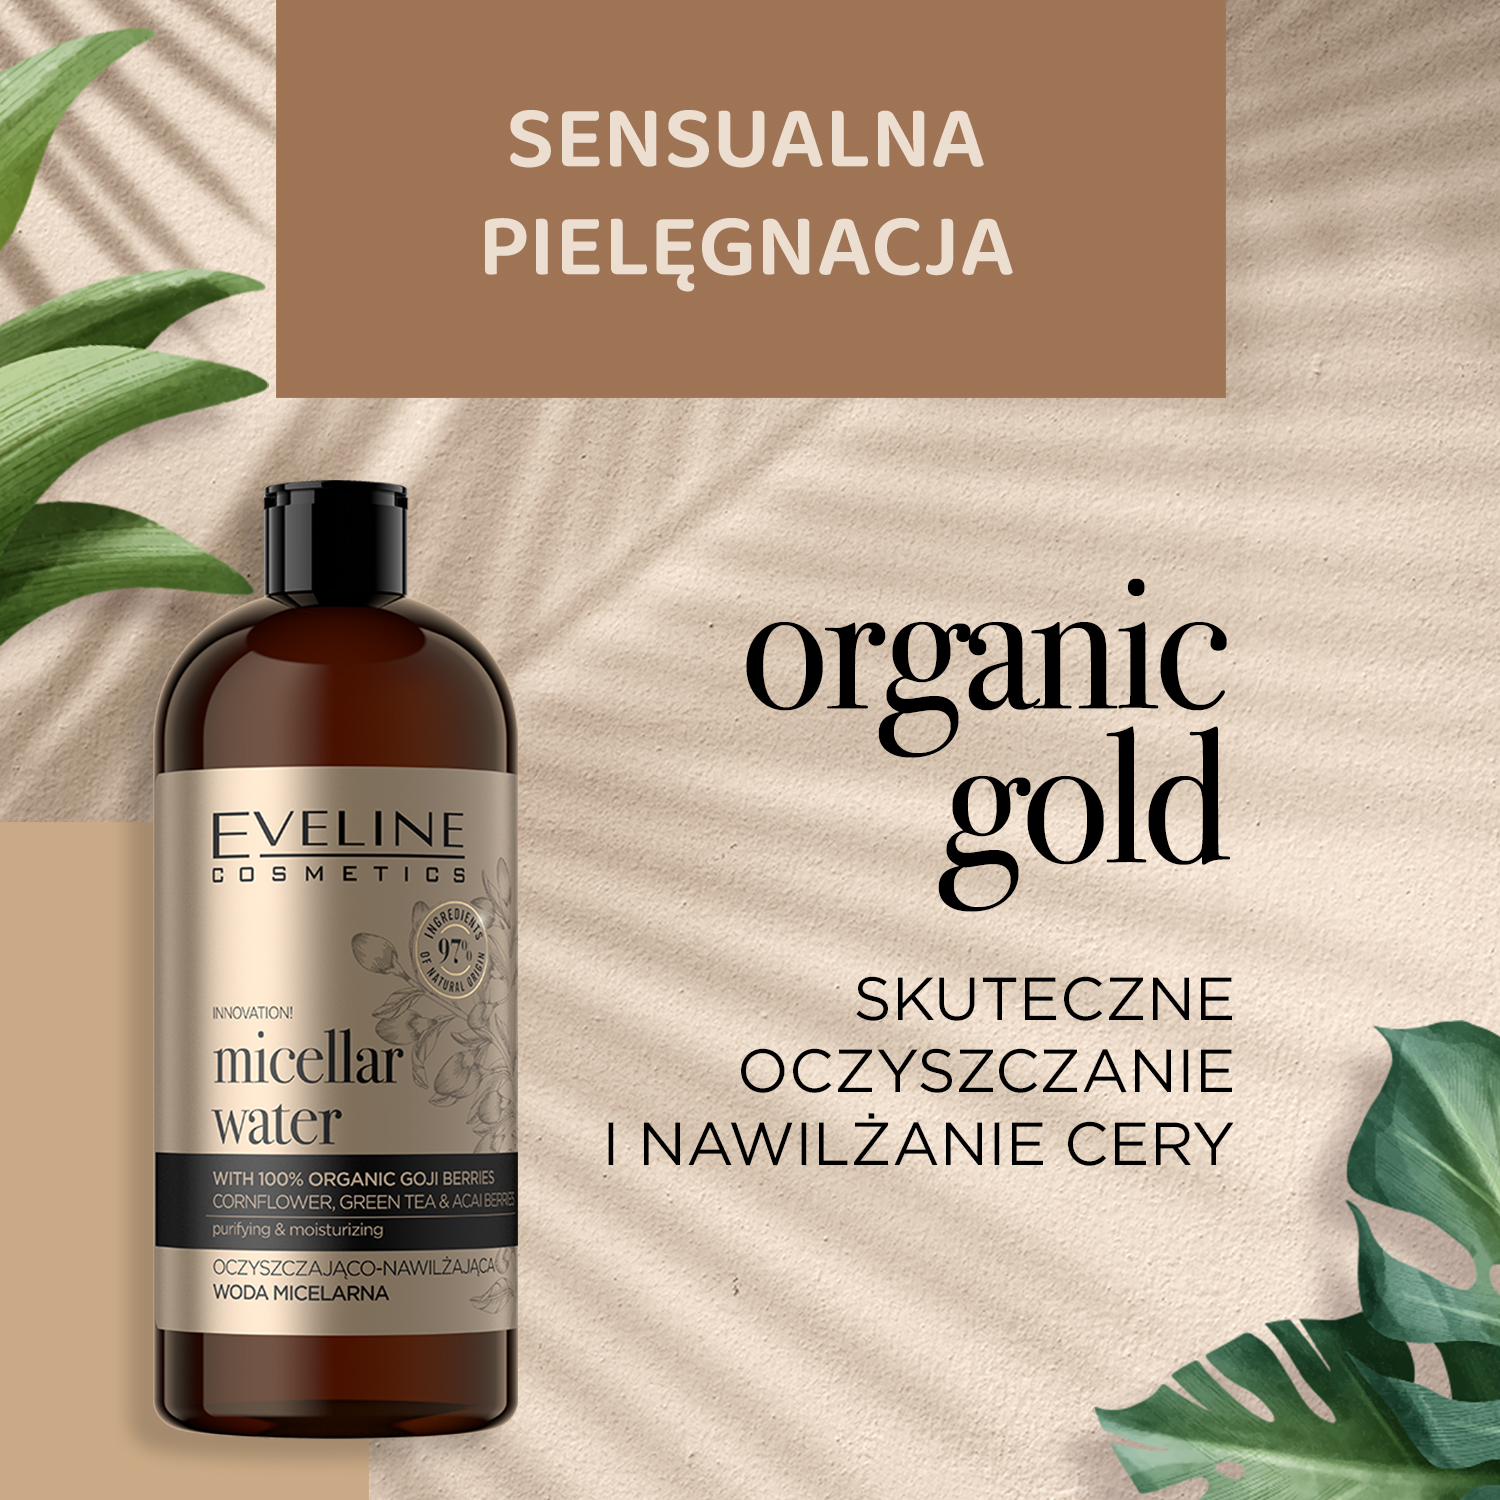 SENSUALNA
PIELĘGNACJA
organic
gold
SKUTECZNE
OCZYSZCZANIE
I NAWILŻANIE CERY
EVELINE
COSMETICS
INGREDIENTS
97%
OF NATURAL ORIGIN
INNOVATION!
micellar
water
WITH 100% ORGANIC GOJI BERRIES
CORNFLOWER, GREEN TEA & ACAI BERRIES
purifying & moisturizing
OCZYSZCZAJĄCO-NAWILŻAJĄCA
WODA MICELARNA